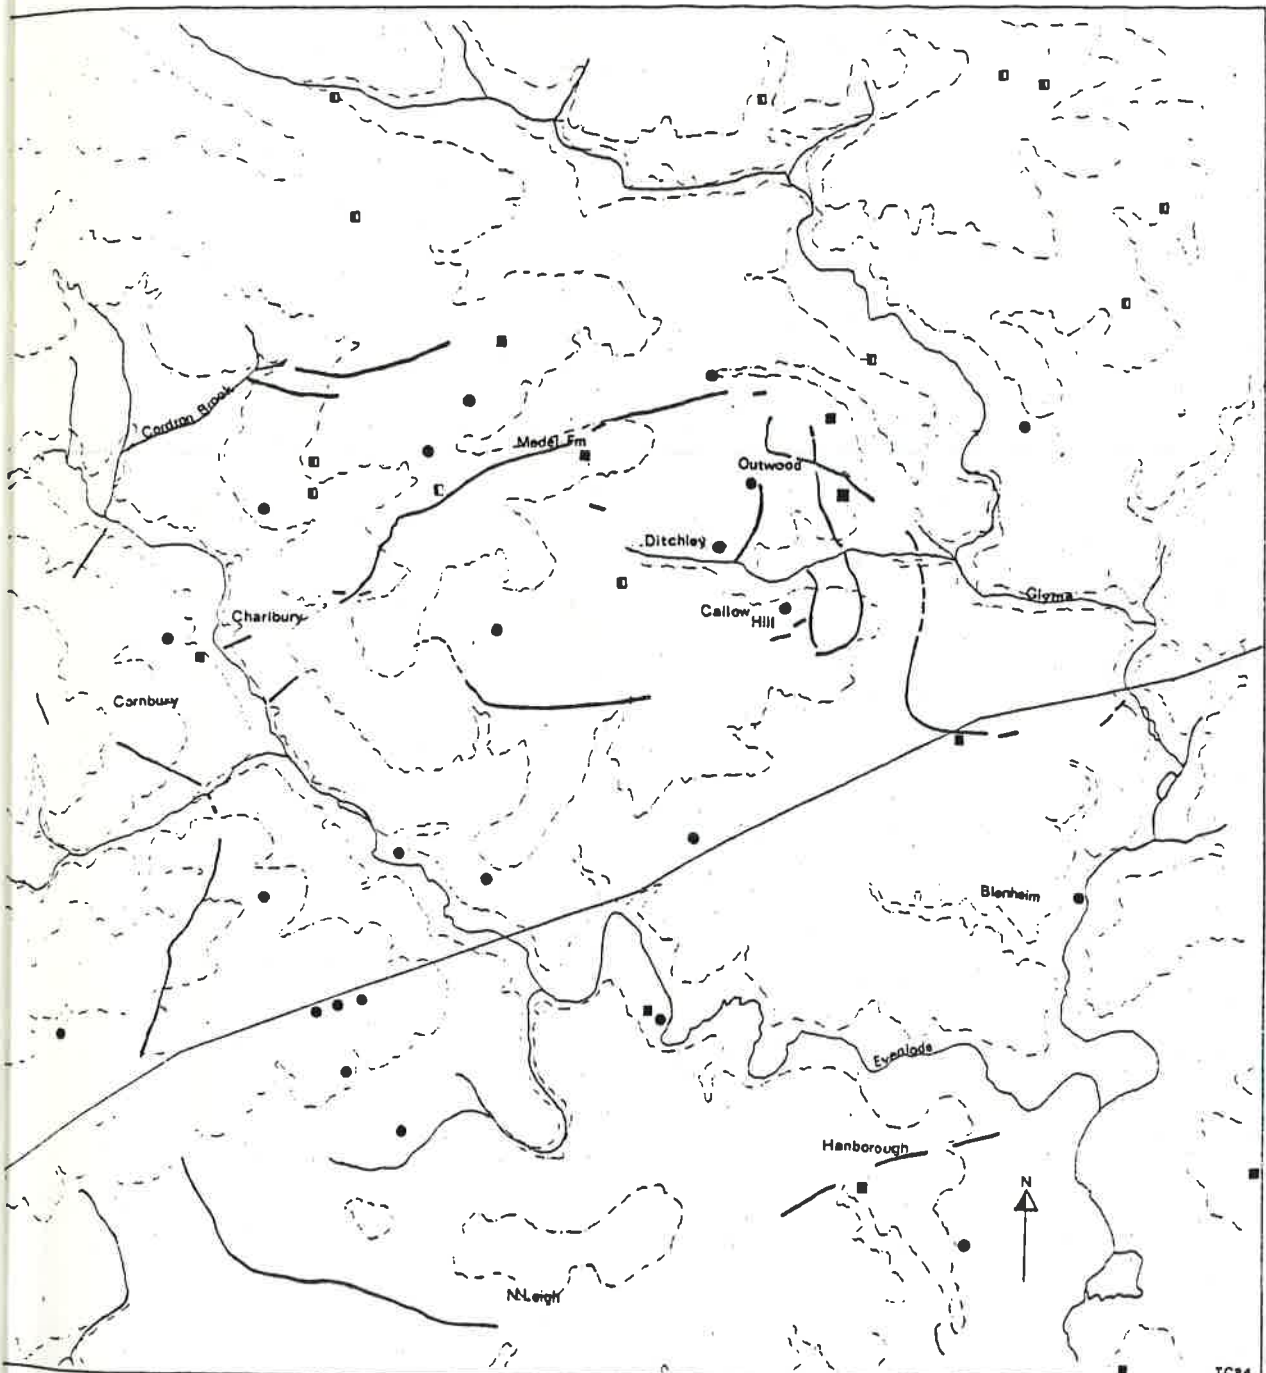 Cordron Brook
Model Fm
Outwood
Ditchley
Callow
Hill
Glyme
Charlbury
Cornbury
Blenheim
Evenlode
Hanborough
N
N.Leigh